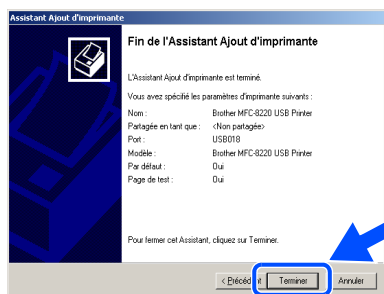 Assistant Ajout d'imprimante
Fin de l'Assistant Ajout d'imprimante
L'Assistant Ajout d'imprimante est terminé.
Vous avez spécifié les paramètres d'imprimante suivants :
Nom : Brother MFC-8220 USB Printer
Partagée en tant que : <Non partagée>
Port : USB018
Modèle : Brother MFC-8220 USB Printer
Par défaut : Oui
Page de test : Oui
Pour fermer cet Assistant, cliquez sur Terminer.
< Précédent Terminer Annuler